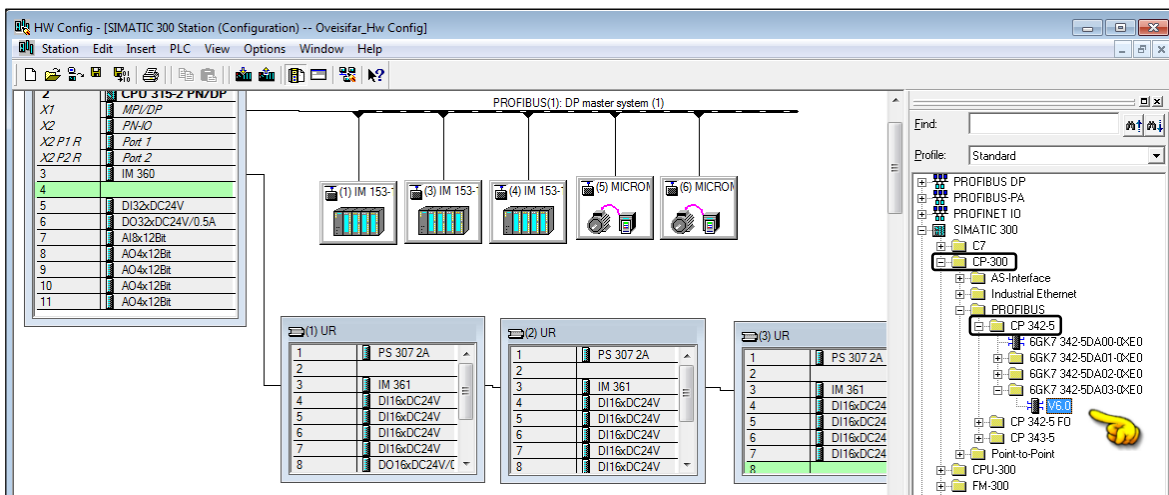 HW Config - [SIMATIC 300 Station (Configuration) -- Oveisifar_Hw Config]
Station Edit Insert PLC View Options Window Help
2 CPU 315-2 PN/DP
X1 MPI/DP
X2 PN-IO
X2 P1 R Port 1
X2 P2 R Port 2
3 IM 360
4
5 DI32xDC24V
6 DO32xDC24V/0.5A
7 AI8x12Bit
8 AO4x12Bit
9 AO4x12Bit
10 AO4x12Bit
11 AO4x12Bit
PROFIBUS(1): DP master system (1)
(1) IM 153-1
(3) IM 153-1
(4) IM 153-1
(5) MICROM
(6) MICROM
(1) UR
1 PS 307 2A
2
3 IM 361
4 DI16xDC24V
5 DI16xDC24V
6 DI16xDC24V
7 DI16xDC24V
8 DO16xDC24V/0
(2) UR
1 PS 307 2A
2
3 IM 361
4 DI16xDC24V
5 DI16xDC24V
6 DI16xDC24V
7 DI16xDC24V
8 DI16xDC24V
(3) UR
1 PS 307 2A
2
3 IM 361
4 DI16xDC24
5 DI16xDC24
6 DI16xDC24
7 DI16xDC24
8
Find:
Profile: Standard
PROFIBUS DP
PROFIBUS-PA
PROFINET IO
SIMATIC 300
C7
CP-300
AS-Interface
Industrial Ethernet
PROFIBUS
CP 342-5
6GK7 342-5DA00-0XE0
6GK7 342-5DA01-0XE0
6GK7 342-5DA02-0XE0
6GK7 342-5DA03-0XE0
V6.0
CP 342-5 FO
CP 343-5
Point-to-Point
CPU-300
FM-300